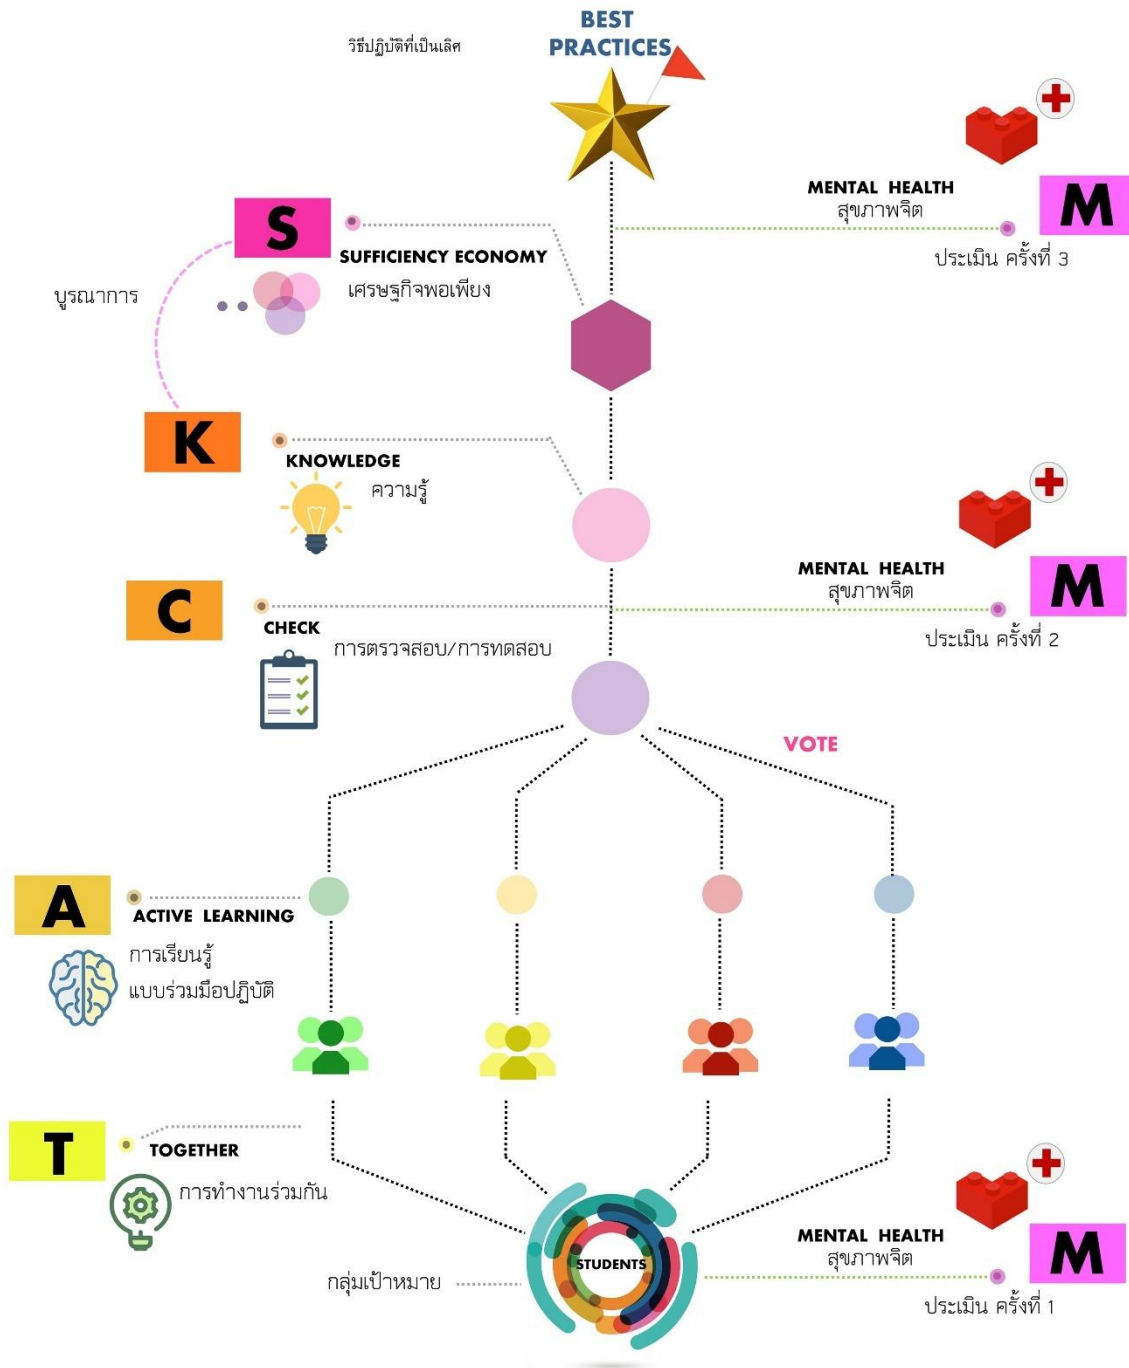 BEST
PRACTICES
วิธีปฏิบัติที่เป็นเลิศ
MENTAL HEALTH
สุขภาพจิต
M
ประเมิน ครั้งที่ 3
S
SUFFICIENCY ECONOMY
เศรษฐกิจพอเพียง
บูรณาการ
K
KNOWLEDGE
ความรู้
MENTAL HEALTH
สุขภาพจิต
M
ประเมิน ครั้งที่ 2
C
CHECK
การตรวจสอบ/การทดสอบ
VOTE
A
ACTIVE LEARNING
การเรียนรู้
แบบร่วมมือปฏิบัติ
T
TOGETHER
การทำงานร่วมกัน
MENTAL HEALTH
สุขภาพจิต
M
ประเมิน ครั้งที่ 1
STUDENTS
กลุ่มเป้าหมาย